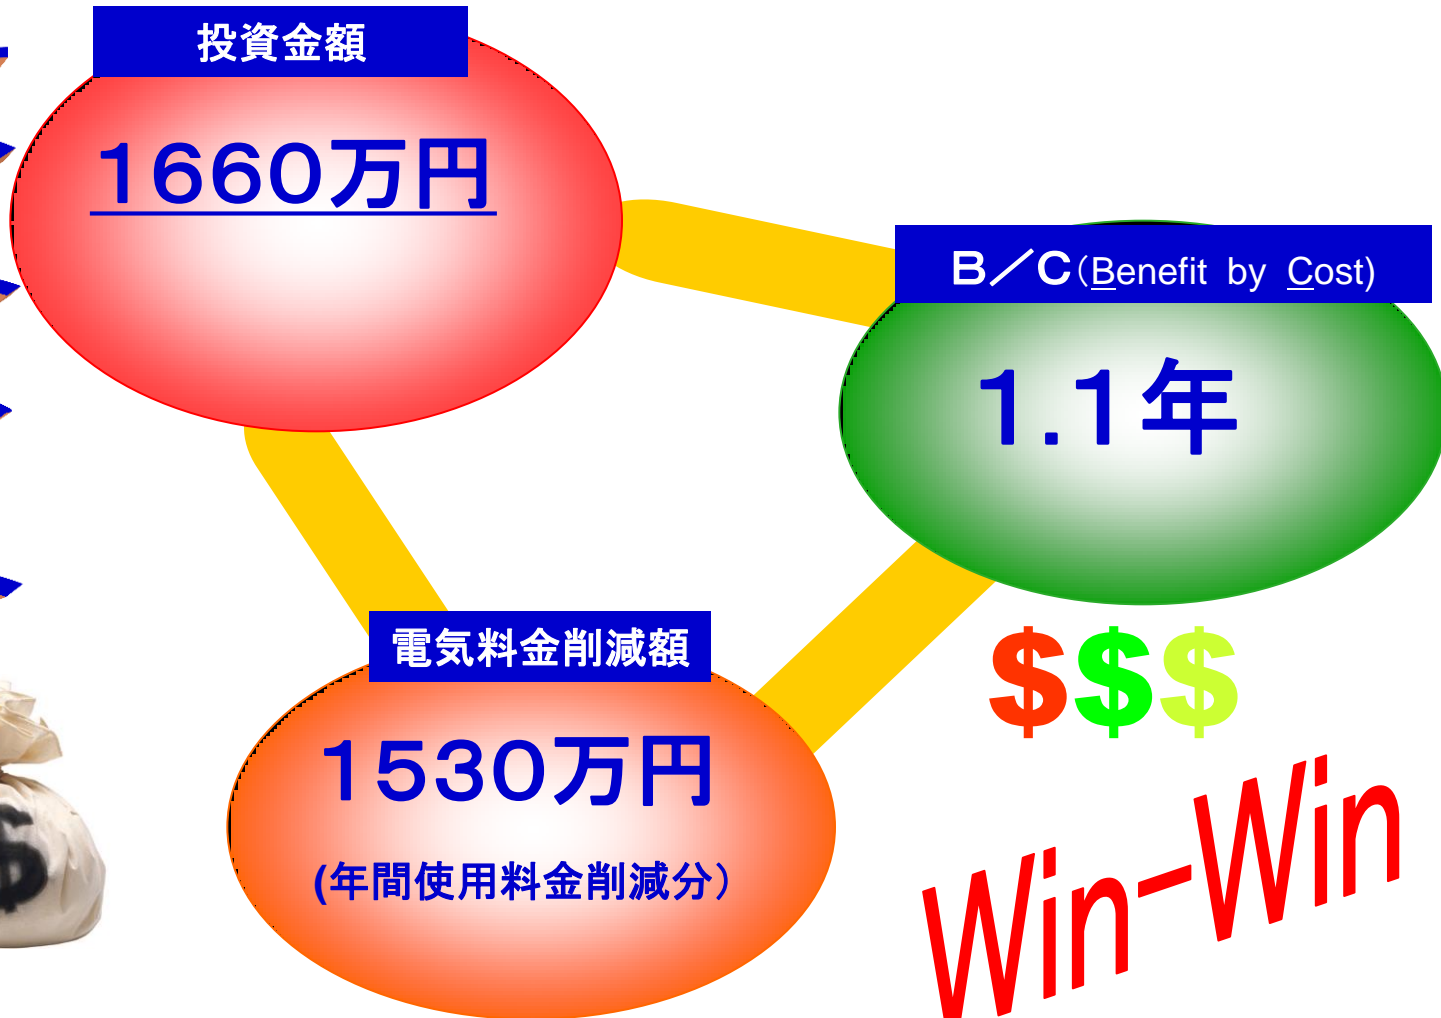 投資金額
1660万円
B／C（Benefit by Cost)
1.1年
電気料金削減額
1530万円
(年間使用料金削減分）
$$$
Win-Win
$